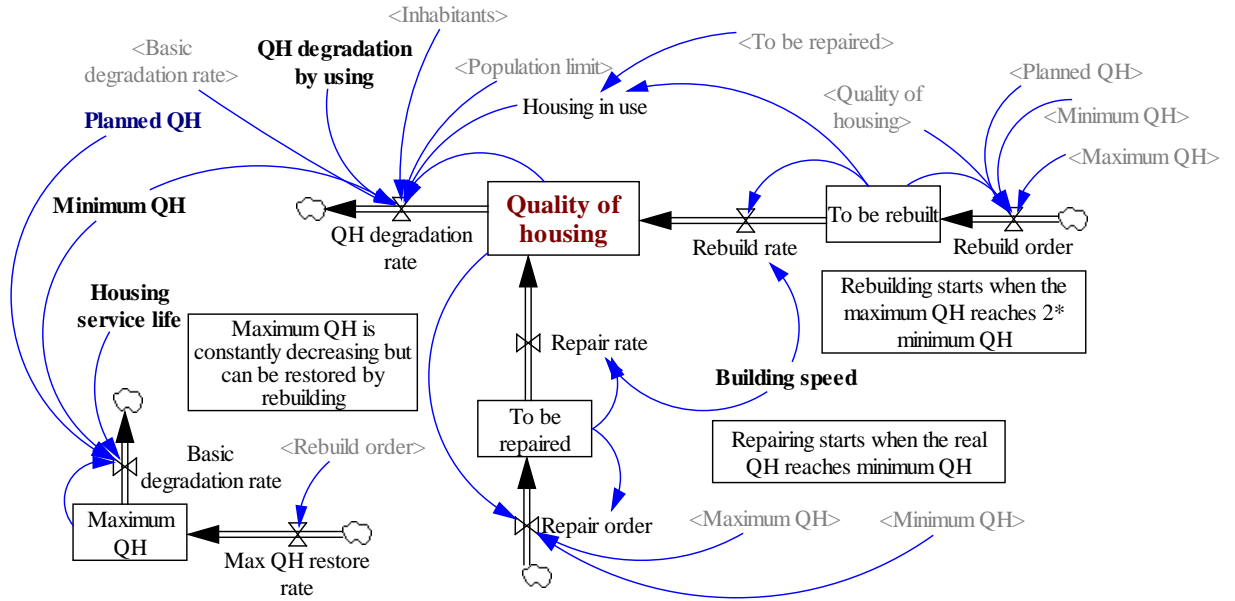 <Inhabitants>
<Basic
degradation rate>
QH degradation
by using
<Population limit>
<To be repaired>
Housing in use
<Quality of
housing>
<Planned QH>
<Minimum QH>
<Maximum QH>
Planned QH
Minimum QH
QH degradation
rate
Quality of
housing
Rebuild rate
To be rebuilt
Rebuild order
Housing
service life
Maximum QH is
constantly decreasing but
can be restored by
rebuilding
Rebuilding starts when the
maximum QH reaches 2*
minimum QH
Repair rate
Building speed
To be
repaired
Repairing starts when the real
QH reaches minimum QH
Basic
degradation rate
<Rebuild order>
Maximum
QH
Max QH restore
rate
Repair order
<Maximum QH>
<Minimum QH>